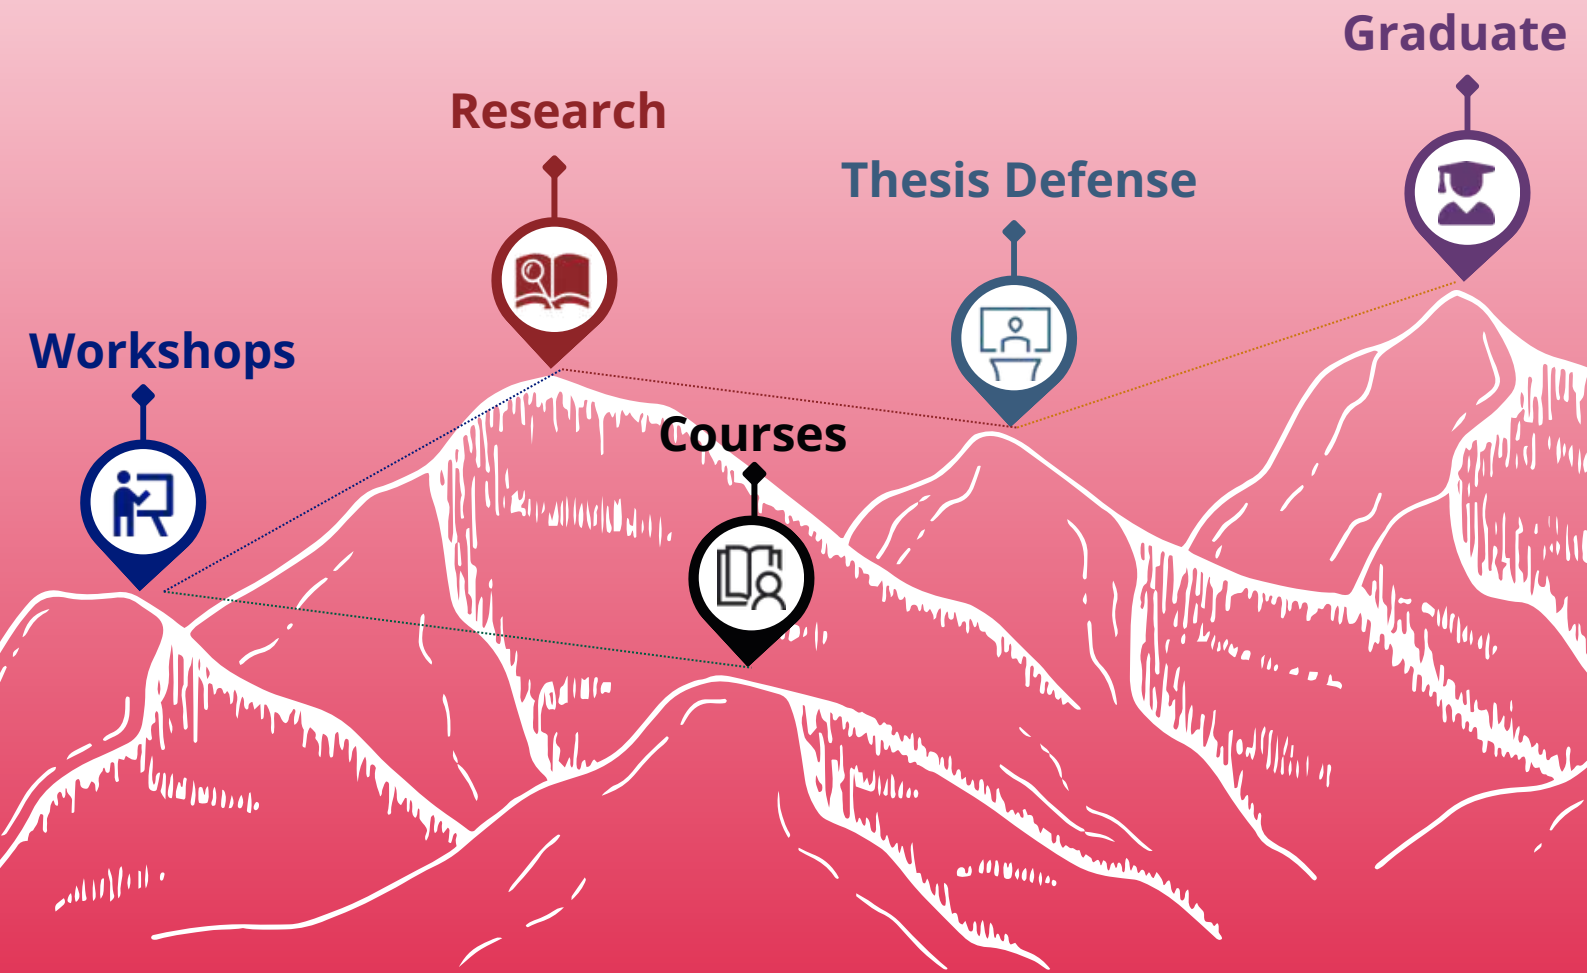 Graduate
Research
Thesis Defense
Workshops
Courses